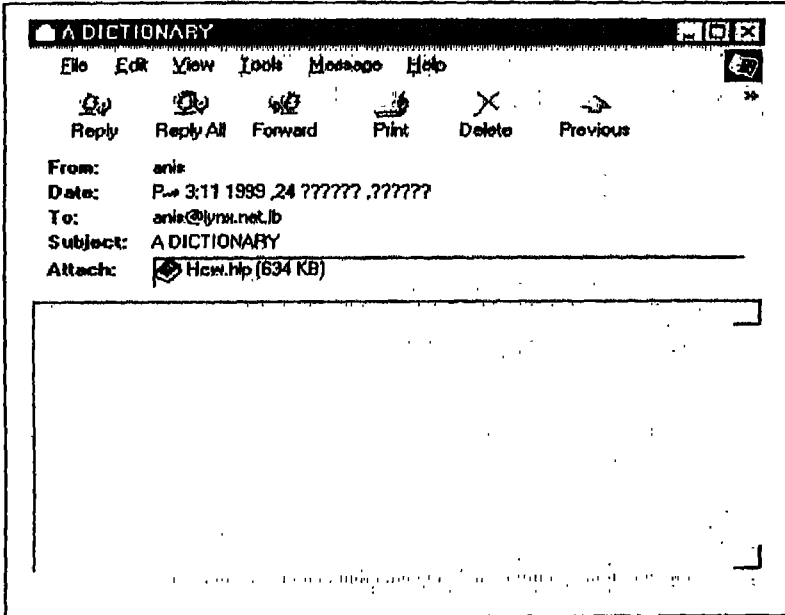 A DICTIONARY
File Edit View Tools Message Help
Reply Reply All Forward Print Delete Previous
From: anis
Date: 3:11 1999 ,24 ?????? ,??????
To: anis@lynx.net.lb
Subject: A DICTIONARY
Attach: Hcw.hlp (634 KB)